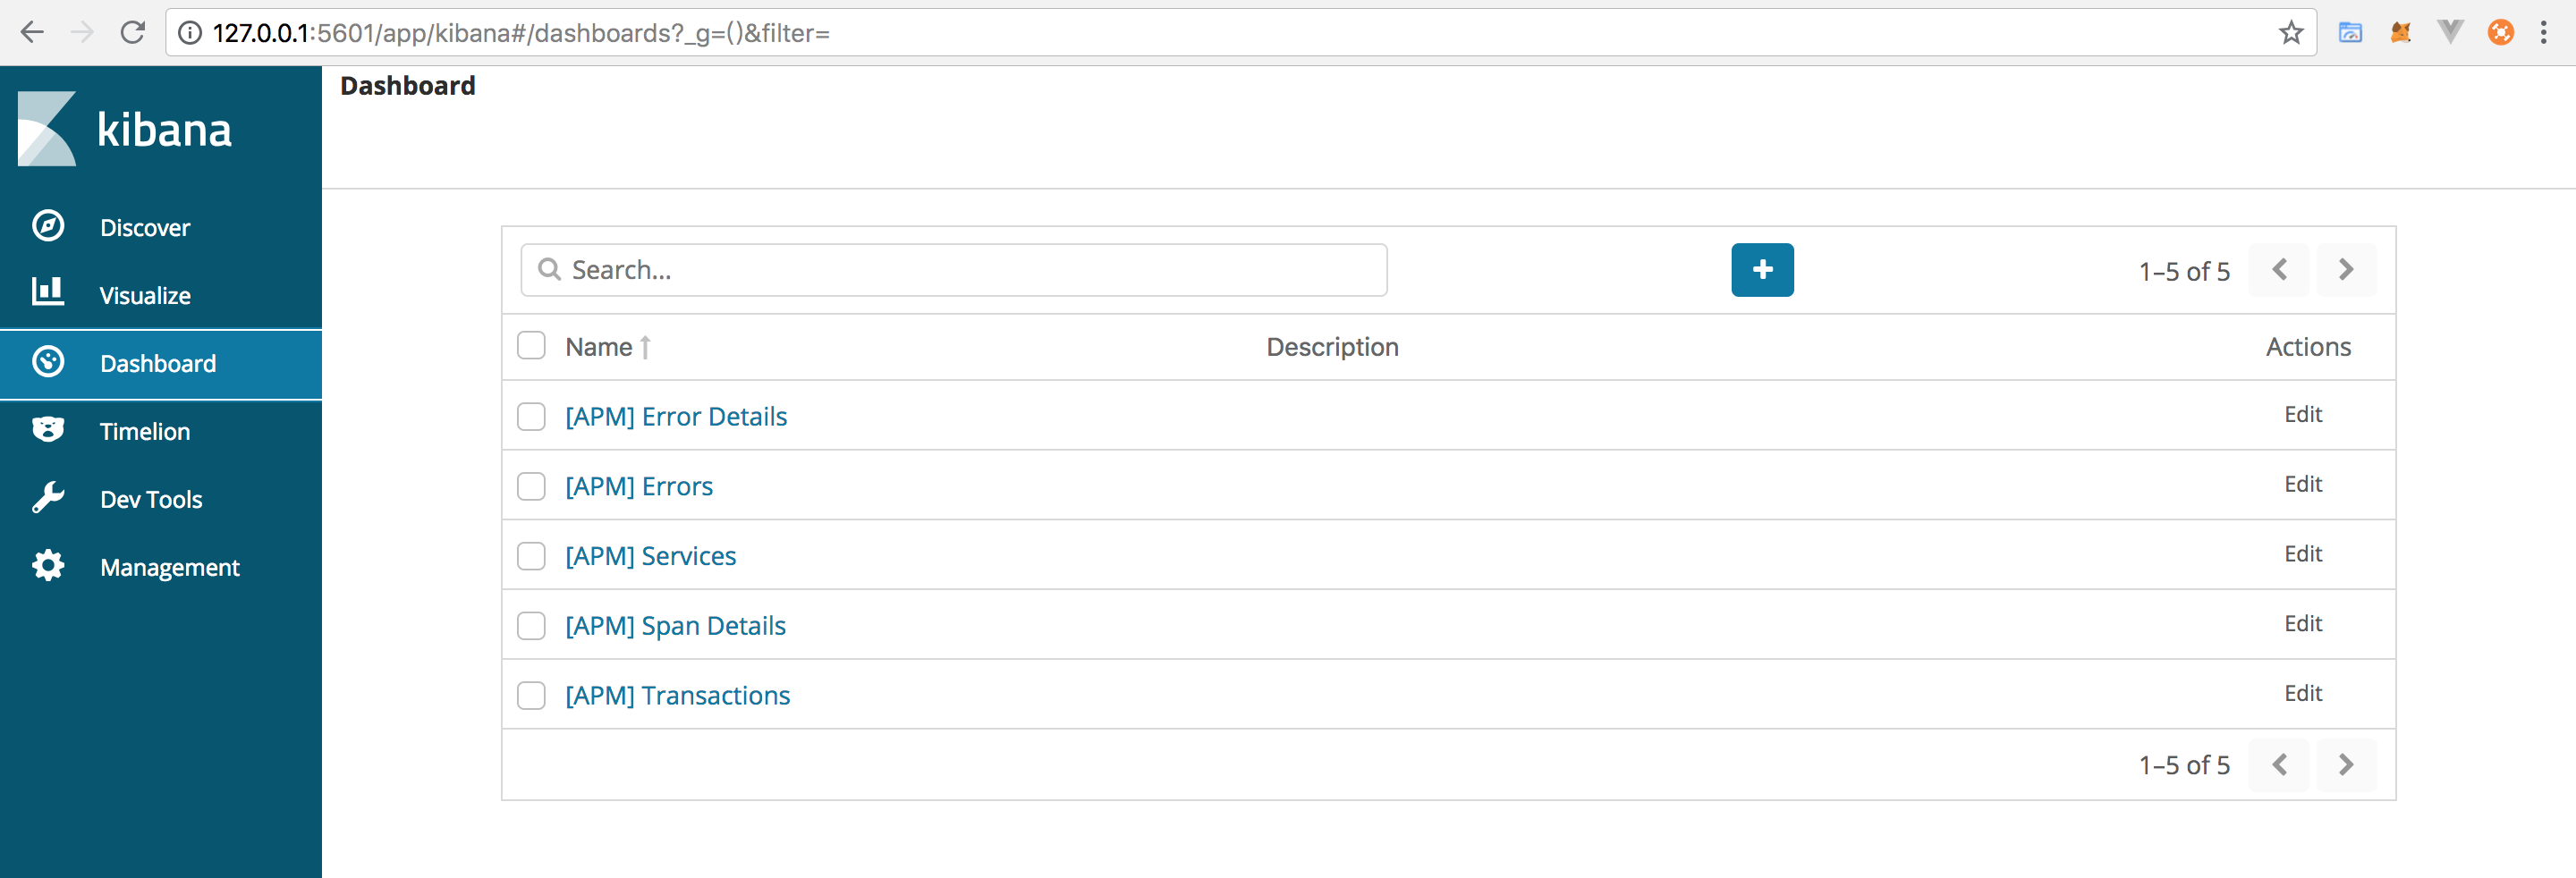 127.0.0.1:5601/app/kibana#/dashboards?_g=()&filter=
kibana
Discover
Visualize
Dashboard
Timelion
Dev Tools
Management
Dashboard
Search...
1–5 of 5
Name Description Actions
[APM] Error Details Edit
[APM] Errors Edit
[APM] Services Edit
[APM] Span Details Edit
[APM] Transactions Edit
1–5 of 5